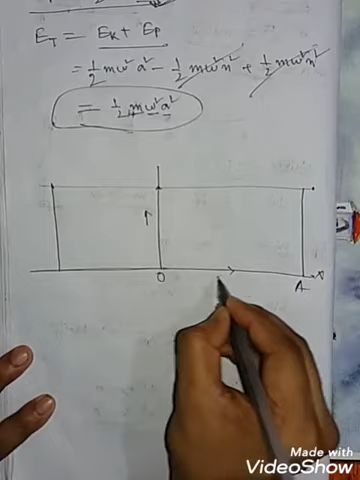 E_T = E_K + E_P
= ½mω²a² − ½mω²x² + ½mω²x²
= ½mω²a²
O
A
x
Made with
VideoShow